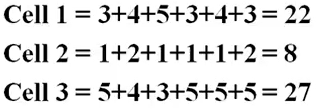 Cell 1 = 3+4+5+3+4+3 = 22
Cell 2 = 1+2+1+1+1+2 = 8
Cell 3 = 5+4+3+5+5+5 = 27